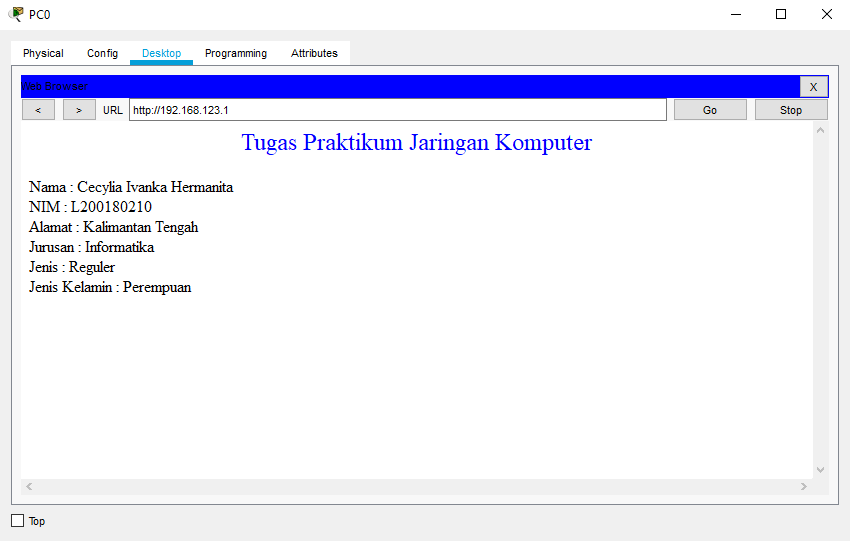 PC0
Physical Config Desktop Programming Attributes
Web Browser X
< > URL http://192.168.123.1 Go Stop
Tugas Praktikum Jaringan Komputer
Nama : Cecylia Ivanka Hermanita
NIM : L200180210
Alamat : Kalimantan Tengah
Jurusan : Informatika
Jenis : Reguler
Jenis Kelamin : Perempuan
Top